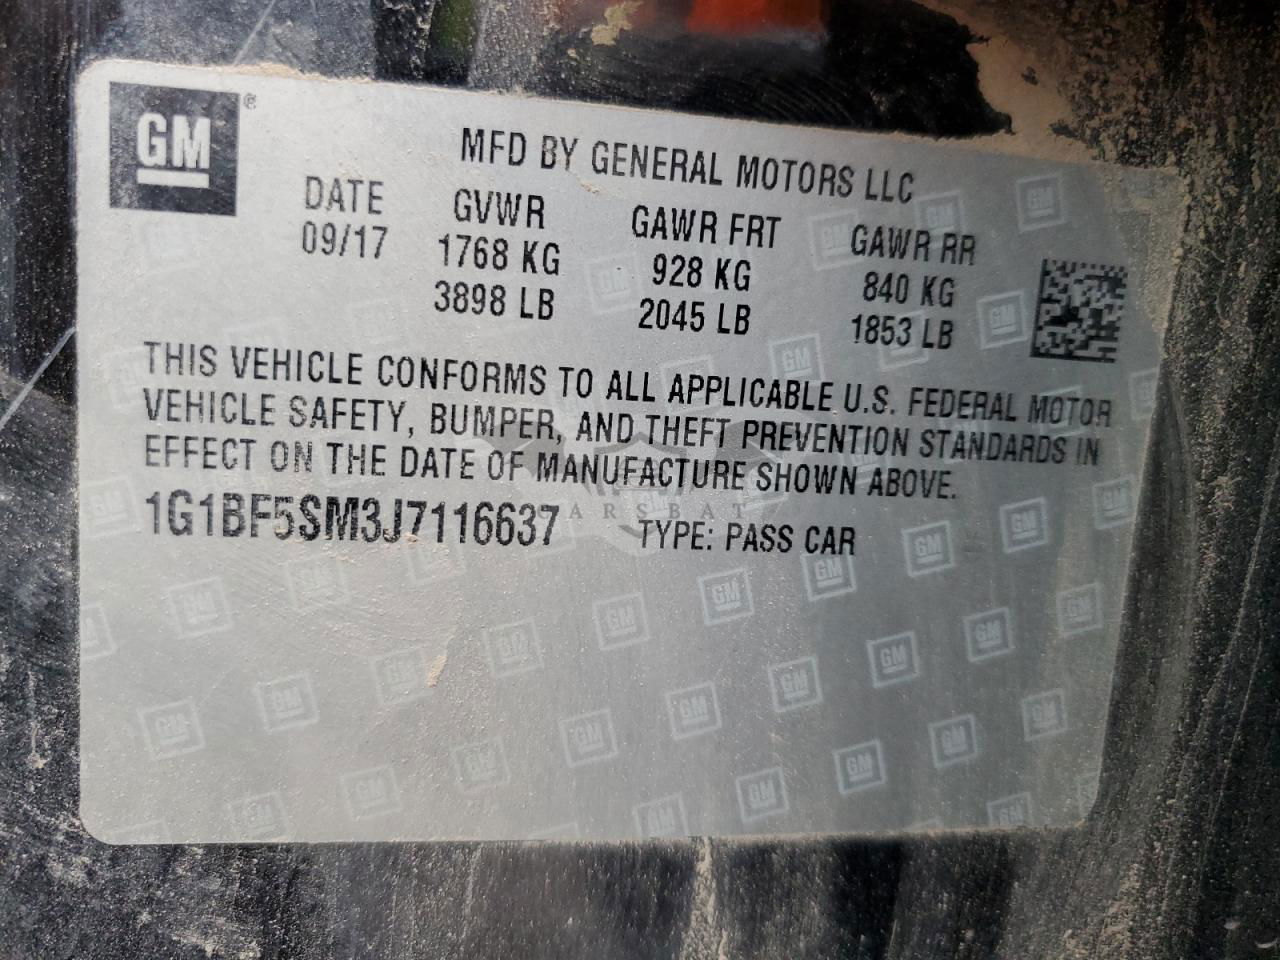 GM®
MFD BY GENERAL MOTORS LLC
DATE GVWR GAWR FRT GAWR RR
09/17 1768 KG 928 KG 840 KG
3898 LB 2045 LB 1853 LB
THIS VEHICLE CONFORMS TO ALL APPLICABLE U.S. FEDERAL MOTOR
VEHICLE SAFETY, BUMPER, AND THEFT PREVENTION STANDARDS IN
EFFECT ON THE DATE OF MANUFACTURE SHOWN ABOVE.
1G1BF5SM3J7116637 TYPE: PASS CAR